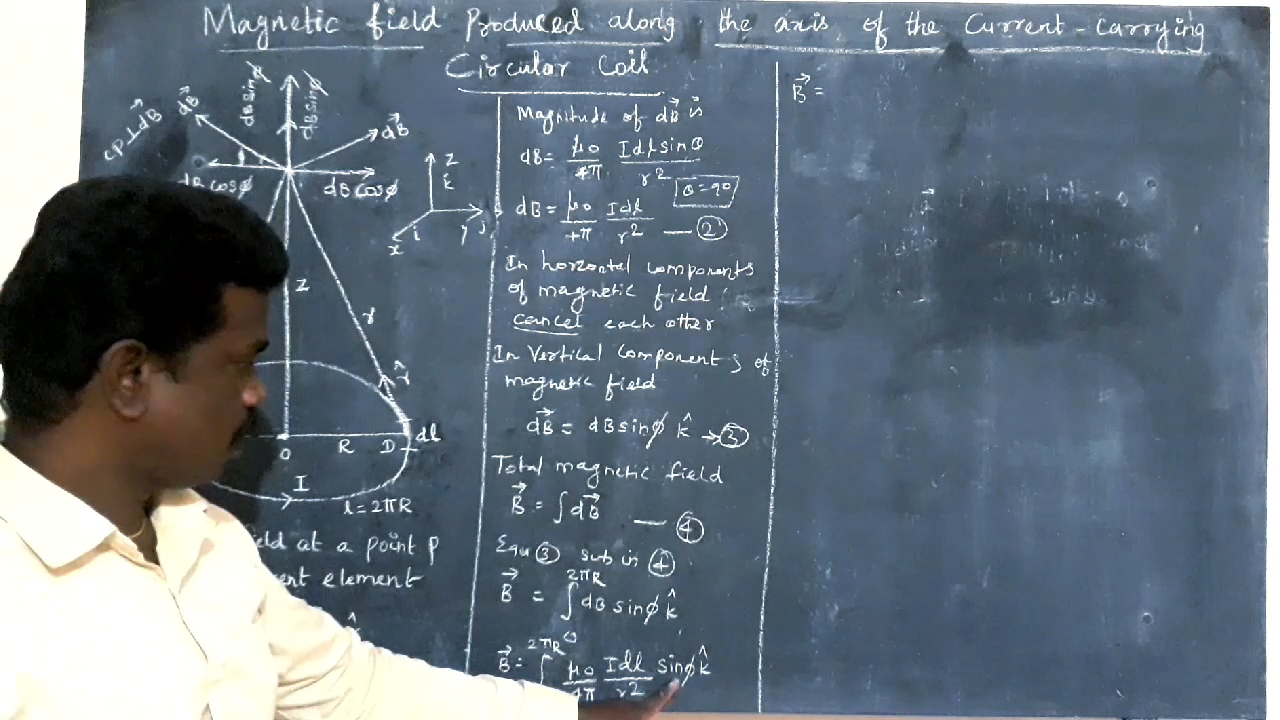 Magnetic field Produced along the axis of the Current-Carrying
Circular Coil
CP⊥dB⃗
dB⃗
dB sinϕ
dB sinϕ
dB⃗
dB cosϕ
dB cosϕ
Z
k̂
y
ĵ
x
î
Z
r
r̂
O
R
D
dl
I
l = 2πR
at a point P
element
Magnitude of dB⃗ is
dB = μ0/4π Idl sinθ/r²
θ = 90
dB = μ0/4π Idl/r² — ②
In horzontal components
of magnetic field
cancel each other
In Vertical Components of
magnetic field
dB⃗ = dB sinϕ k̂ → ③
Total magnetic field
B⃗ = ∫dB⃗ — ④
Equ ③ sub in ④
B⃗ = ∫₀^2πR dB sinϕ k̂
B⃗ = ∫^2πR μ0/4π Idl/r² sinϕ k̂
B⃗ =